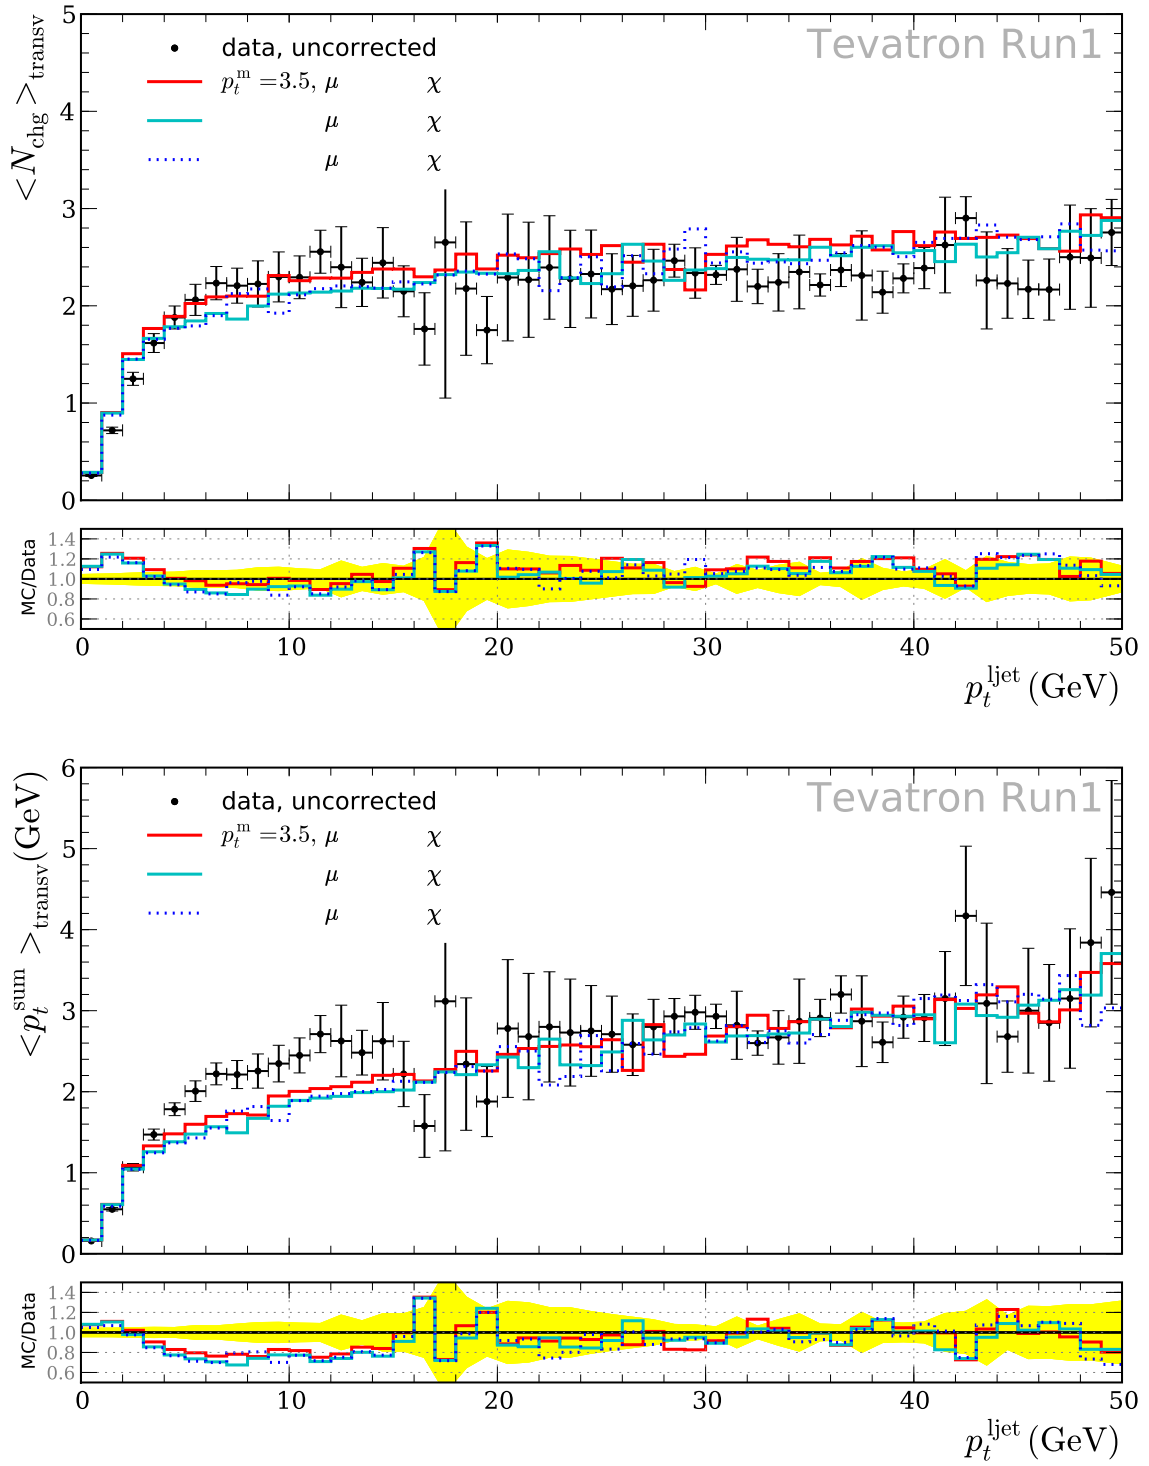 5
4
3
2
1
0
<N_chg>_transv
Tevatron Run1
data, uncorrected
p_t^m =3.5, μ χ
μ χ
μ χ
1.4
1.2
1.0
0.8
0.6
MC/Data
0 10 20 30 40 50
p_t^ljet (GeV)
6
5
4
3
2
1
0
<p_t^sum>_transv(GeV)
Tevatron Run1
data, uncorrected
p_t^m =3.5, μ χ
μ χ
μ χ
1.4
1.2
1.0
0.8
0.6
MC/Data
0 10 20 30 40 50
p_t^ljet (GeV)